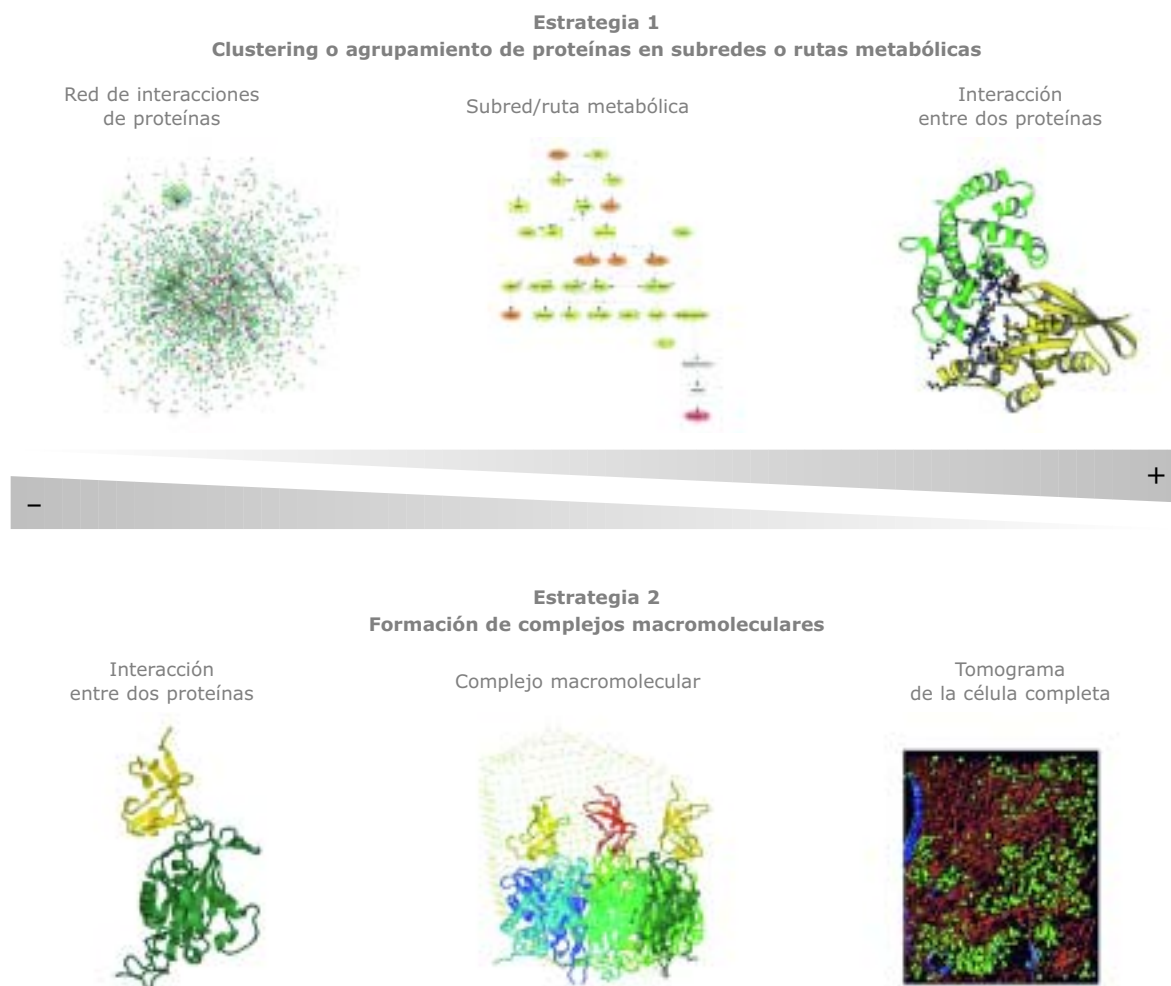 Estrategia 1
Clustering o agrupamiento de proteínas en subredes o rutas metabólicas
Red de interacciones
de proteínas
Subred/ruta metabólica
Interacción
entre dos proteínas
+
–
Estrategia 2
Formación de complejos macromoleculares
Interacción
entre dos proteínas
Complejo macromolecular
Tomograma
de la célula completa